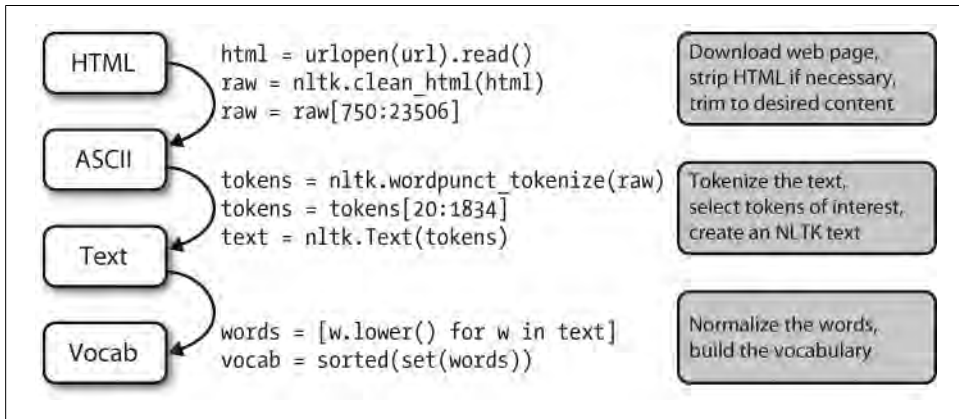 HTML
html = urlopen(url).read()
raw = nltk.clean_html(html)
raw = raw[750:23506]
Download web page,
strip HTML if necessary,
trim to desired content
ASCII
tokens = nltk.wordpunct_tokenize(raw)
tokens = tokens[20:1834]
text = nltk.Text(tokens)
Tokenize the text,
select tokens of interest,
create an NLTK text
Text
words = [w.lower() for w in text]
vocab = sorted(set(words))
Normalize the words,
build the vocabulary
Vocab